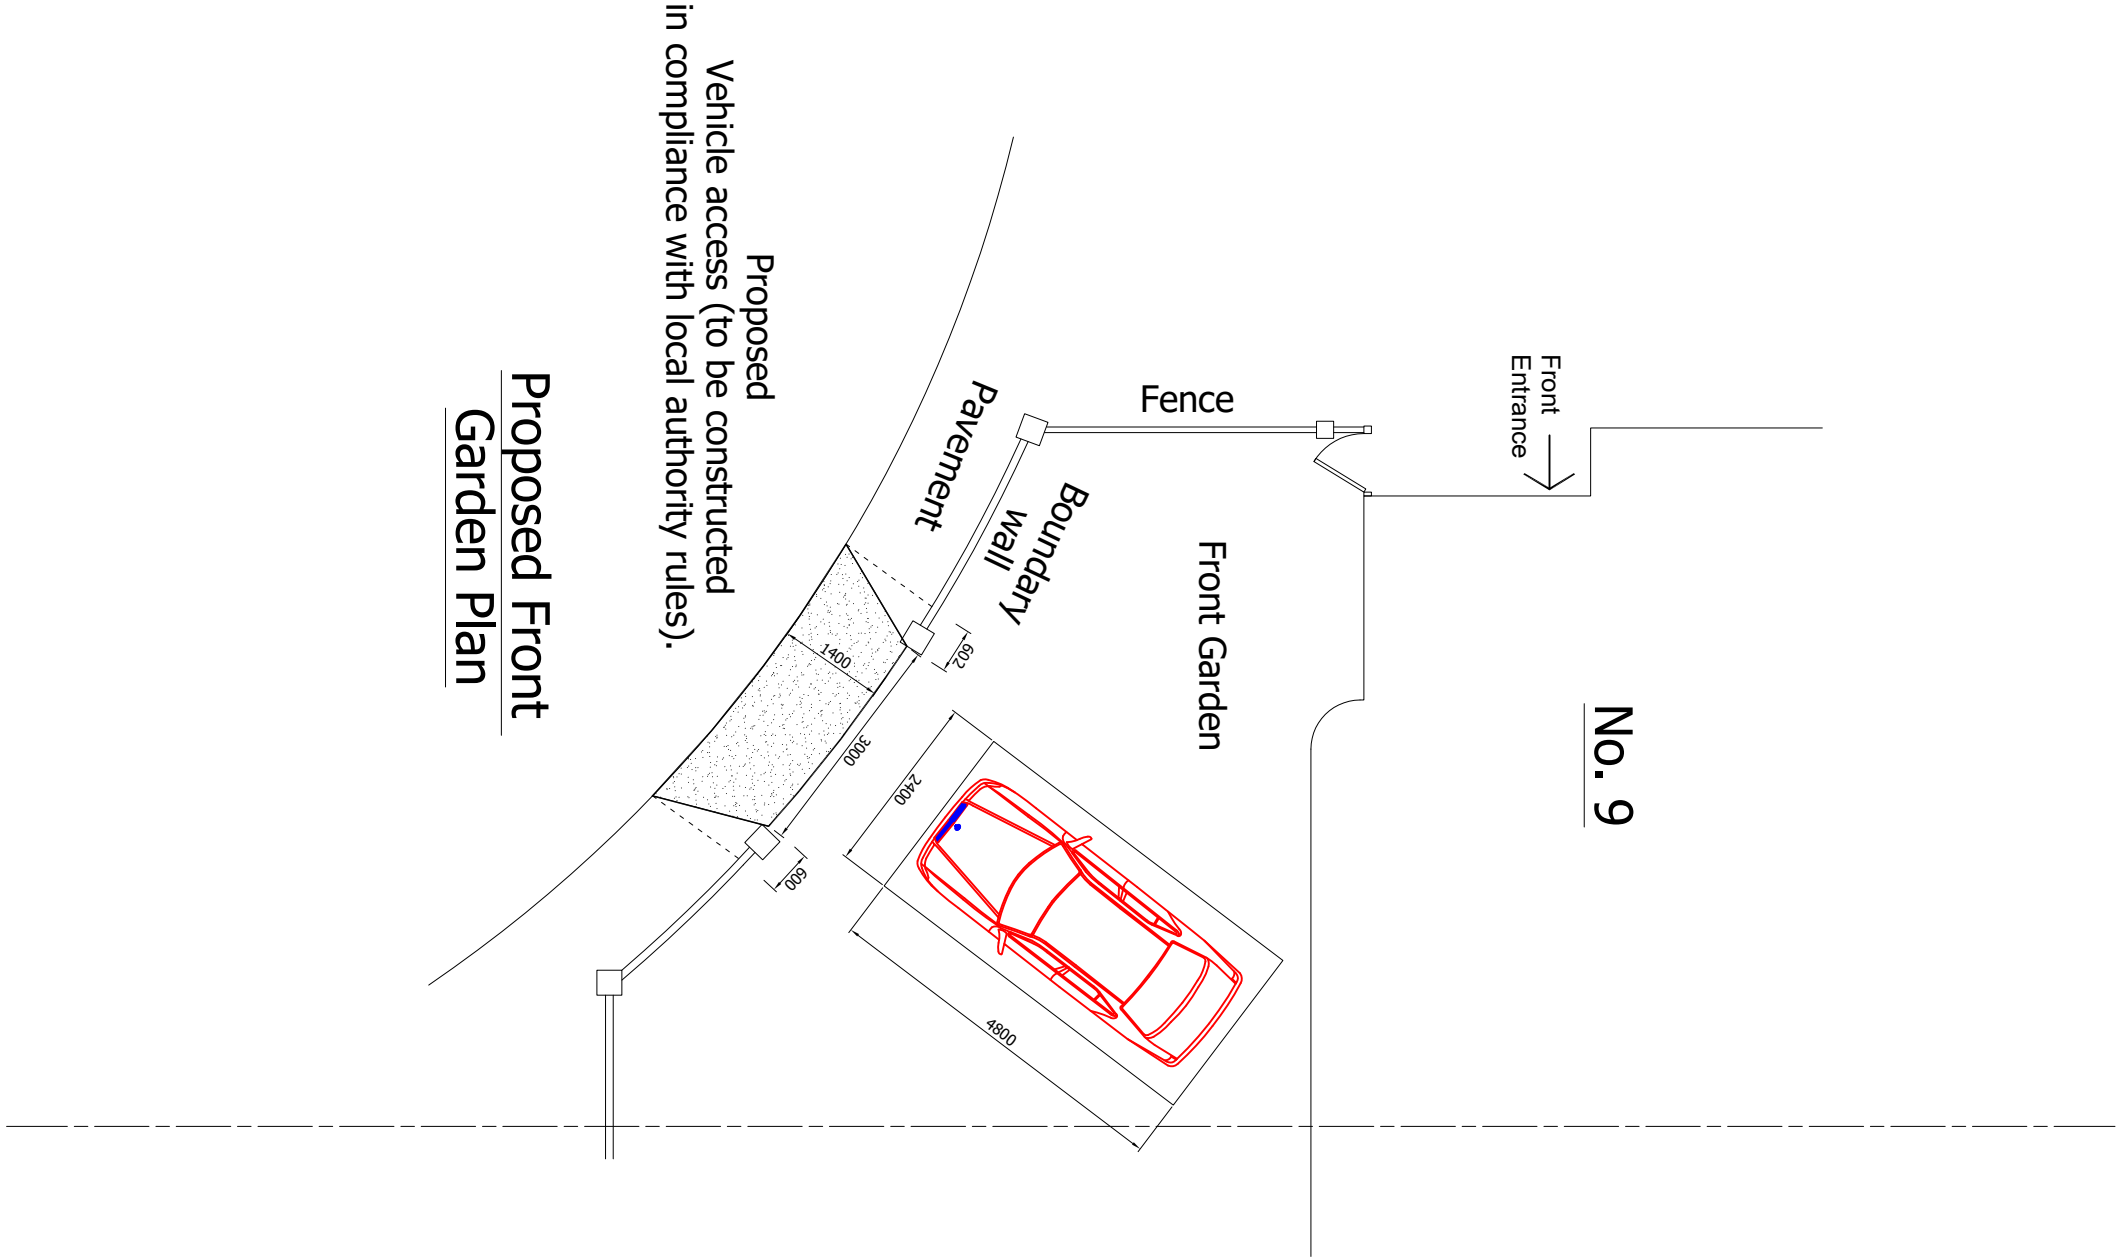 Proposed
Vehicle access (to be constructed
in compliance with local authority rules).
Proposed Front
Garden Plan
Pavement
Fence
Boundary
wall
Front Garden
Front
Entrance
No. 9
1400
602
3000
2400
600
4800